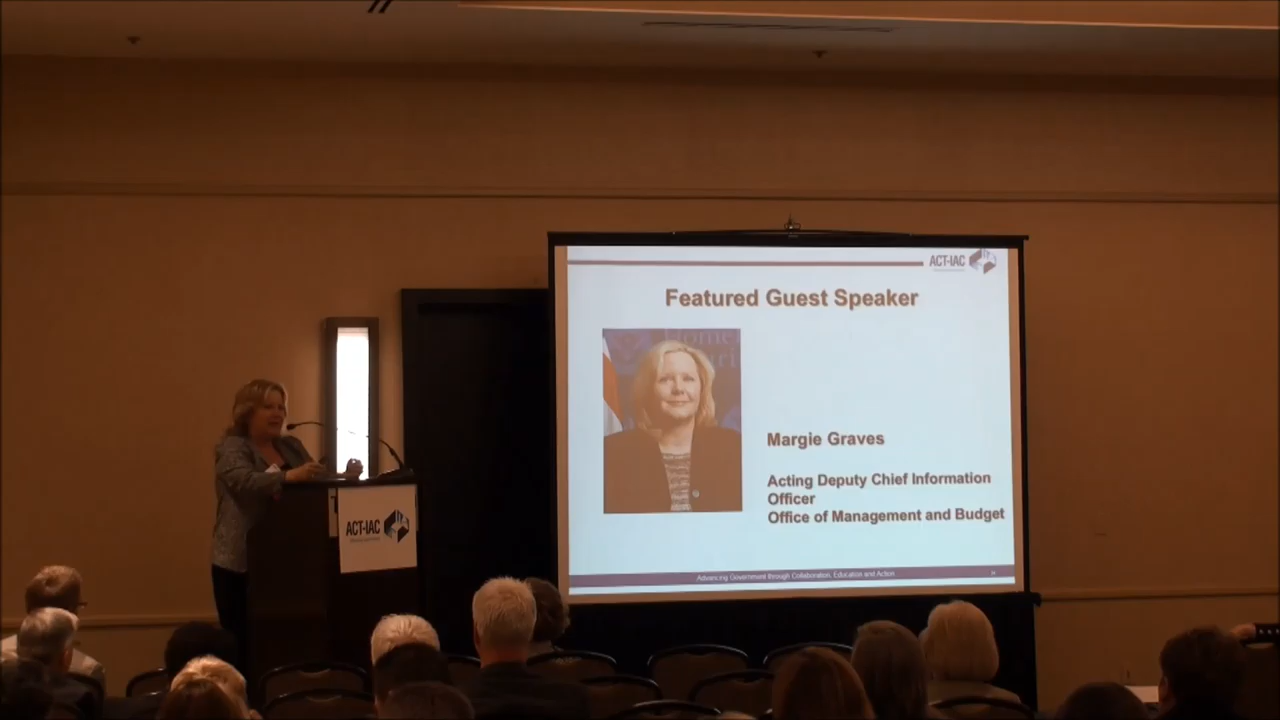 ACT-IAC
Featured Guest Speaker
Margie Graves
Acting Deputy Chief Information
Officer
Office of Management and Budget
Advancing Government through Collaboration, Education and Action
ACT-IAC